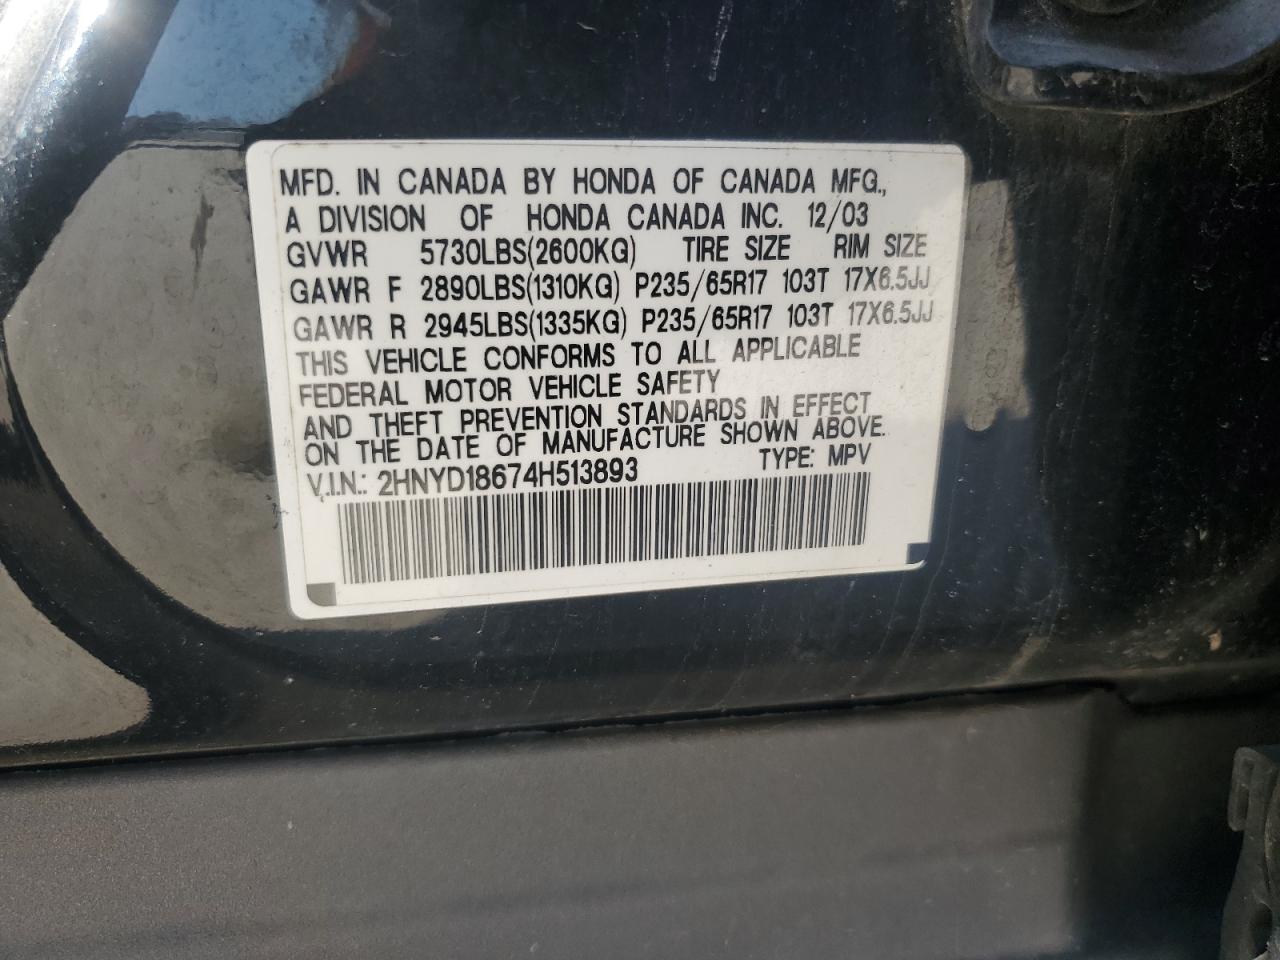 MFD. IN CANADA BY HONDA OF CANADA MFG.,
A DIVISION OF HONDA CANADA INC. 12/03
GVWR 5730LBS(2600KG) TIRE SIZE RIM SIZE
GAWR F 2890LBS(1310KG) P235/65R17 103T 17X6.5JJ
GAWR R 2945LBS(1335KG) P235/65R17 103T 17X6.5JJ
THIS VEHICLE CONFORMS TO ALL APPLICABLE
FEDERAL MOTOR VEHICLE SAFETY
AND THEFT PREVENTION STANDARDS IN EFFECT
ON THE DATE OF MANUFACTURE SHOWN ABOVE.
V.I.N.: 2HNYD18674H513893 TYPE: MPV